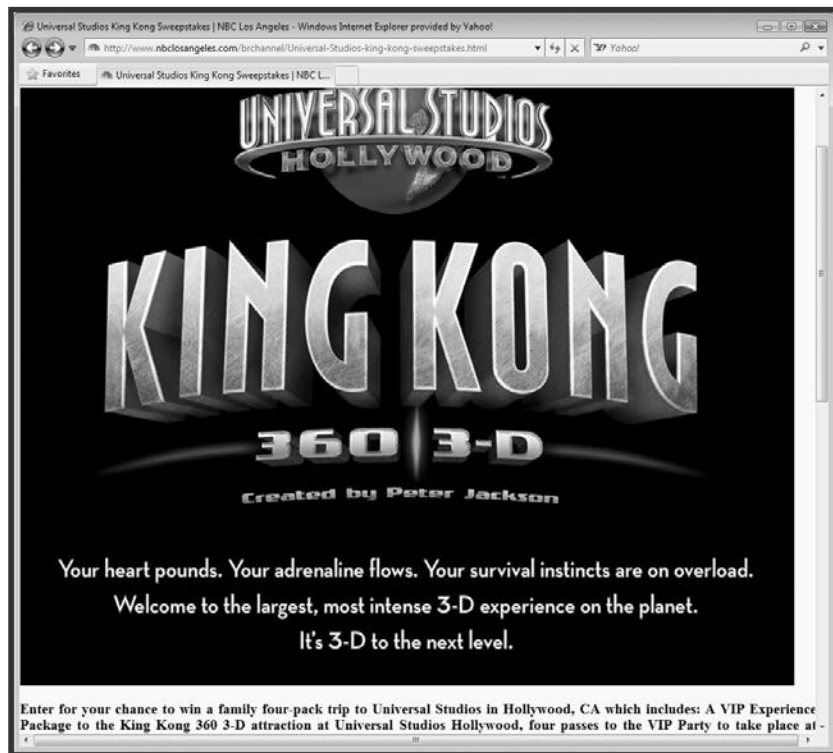 Universal Studios King Kong Sweepstakes | NBC Los Angeles - Windows Internet Explorer provided by Yahoo!
http://www.nbclosangeles.com/brchannel/Universal-Studios-king-kong-sweepstakes.html
Yahoo!
Favorites
Universal Studios King Kong Sweepstakes | NBC L...
UNIVERSAL STUDIOS
HOLLYWOOD
KING KONG
360 3-D
Created by Peter Jackson
Your heart pounds. Your adrenaline flows. Your survival instincts are on overload.
Welcome to the largest, most intense 3-D experience on the planet.
It's 3-D to the next level.
Enter for your chance to win a family four-pack trip to Universal Studios in Hollywood, CA which includes: A VIP Experience
Package to the King Kong 360 3-D attraction at Universal Studios Hollywood, four passes to the VIP Party to take place at